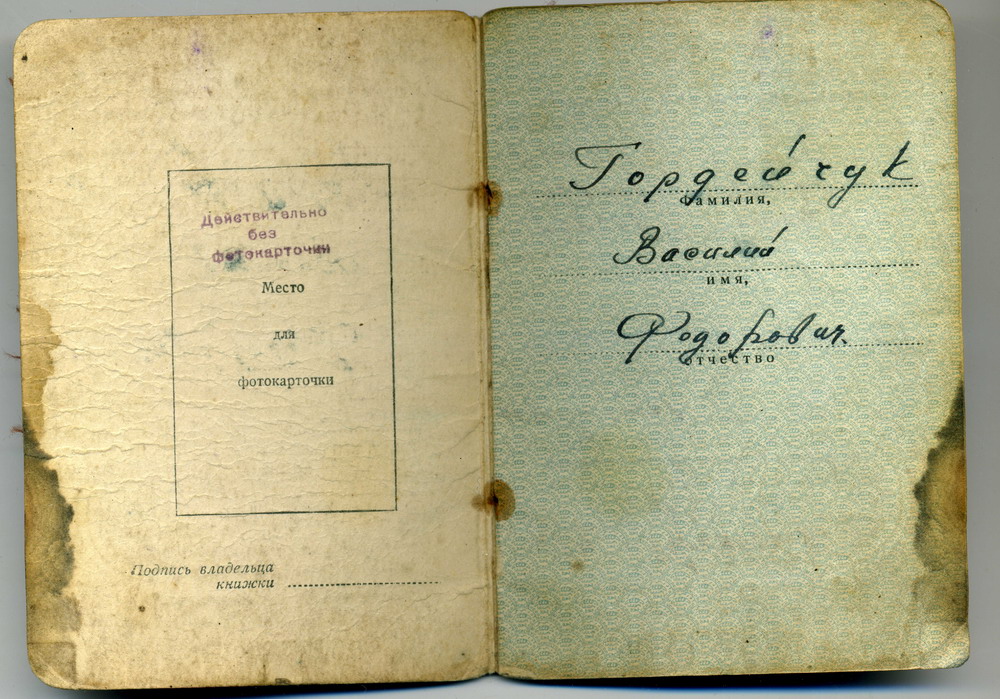 Действительно
без
фотокарточки
Место
для
фотокарточки
Подпись владельца
книжки
Гордейчук
Фамилия,
Василий
имя,
Федорович.
отчество